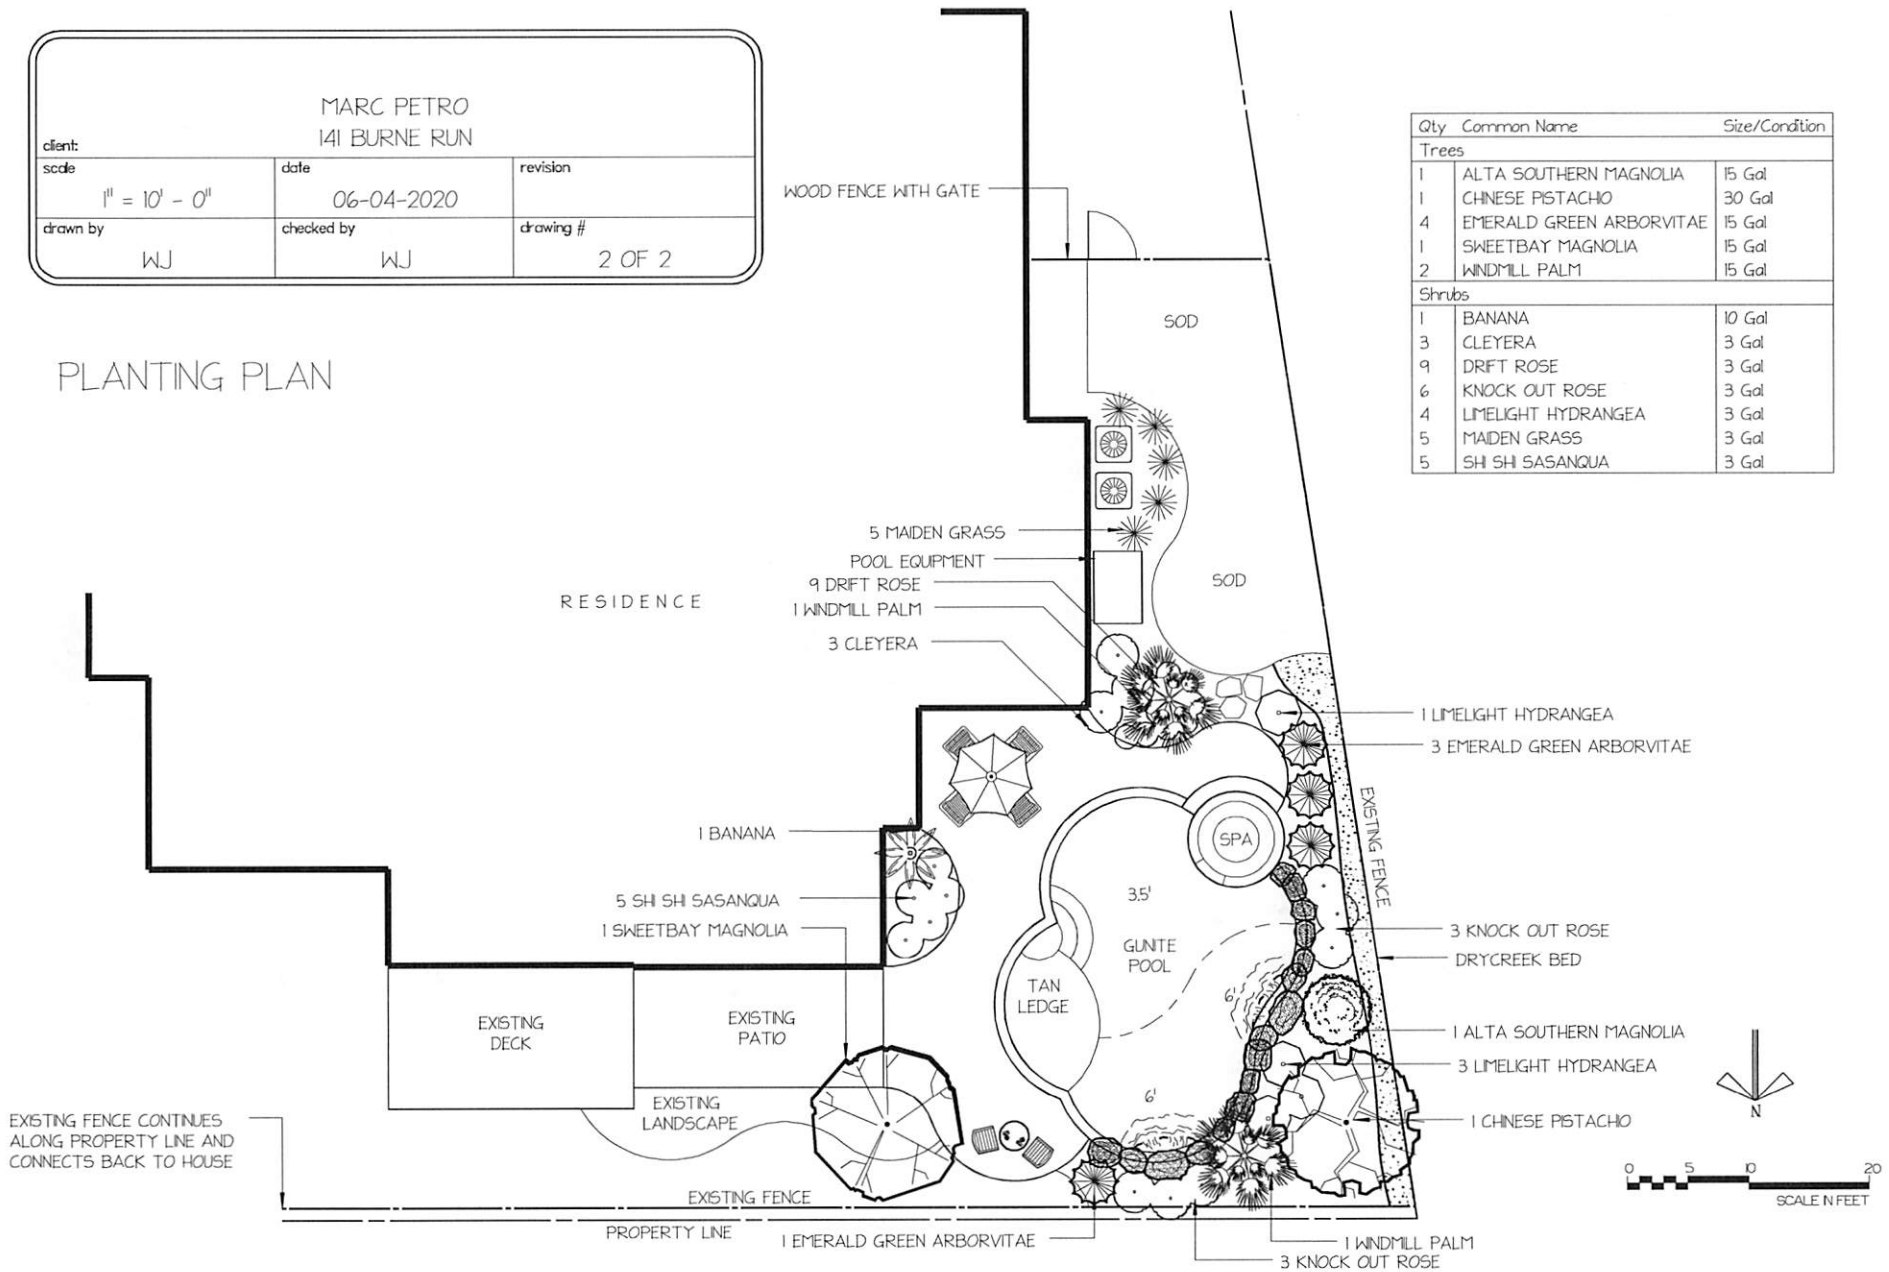 MARC PETRO
141 BURNE RUN
client:
scale
date
revision
1" = 10' - 0"
06-04-2020
drawn by
checked by
drawing #
WJ
WJ
2 OF 2
PLANTING PLAN
Qty Common Name Size/Condition
Trees
1 ALTA SOUTHERN MAGNOLIA 15 Gal
1 CHINESE PISTACHIO 30 Gal
4 EMERALD GREEN ARBORVITAE 15 Gal
1 SWEETBAY MAGNOLIA 15 Gal
2 WINDMILL PALM 15 Gal
Shrubs
1 BANANA 10 Gal
3 CLEYERA 3 Gal
9 DRIFT ROSE 3 Gal
6 KNOCK OUT ROSE 3 Gal
4 LIMELIGHT HYDRANGEA 3 Gal
5 MAIDEN GRASS 3 Gal
5 SHI SHI SASANQUA 3 Gal
WOOD FENCE WITH GATE
SOD
5 MAIDEN GRASS
POOL EQUIPMENT
9 DRIFT ROSE
1 WINDMILL PALM
3 CLEYERA
SOD
RESIDENCE
1 LIMELIGHT HYDRANGEA
3 EMERALD GREEN ARBORVITAE
EXISTING FENCE
1 BANANA
SPA
3.5'
5 SHI SHI SASANQUA
1 SWEETBAY MAGNOLIA
GUNITE
POOL
3 KNOCK OUT ROSE
DRYCREEK BED
TAN
LEDGE
6'
EXISTING
DECK
EXISTING
PATIO
1 ALTA SOUTHERN MAGNOLIA
3 LIMELIGHT HYDRANGEA
6'
EXISTING
LANDSCAPE
1 CHINESE PISTACHIO
N
EXISTING FENCE CONTINUES
ALONG PROPERTY LINE AND
CONNECTS BACK TO HOUSE
0 5 10 20
SCALE IN FEET
EXISTING FENCE
PROPERTY LINE
1 EMERALD GREEN ARBORVITAE
1 WINDMILL PALM
3 KNOCK OUT ROSE